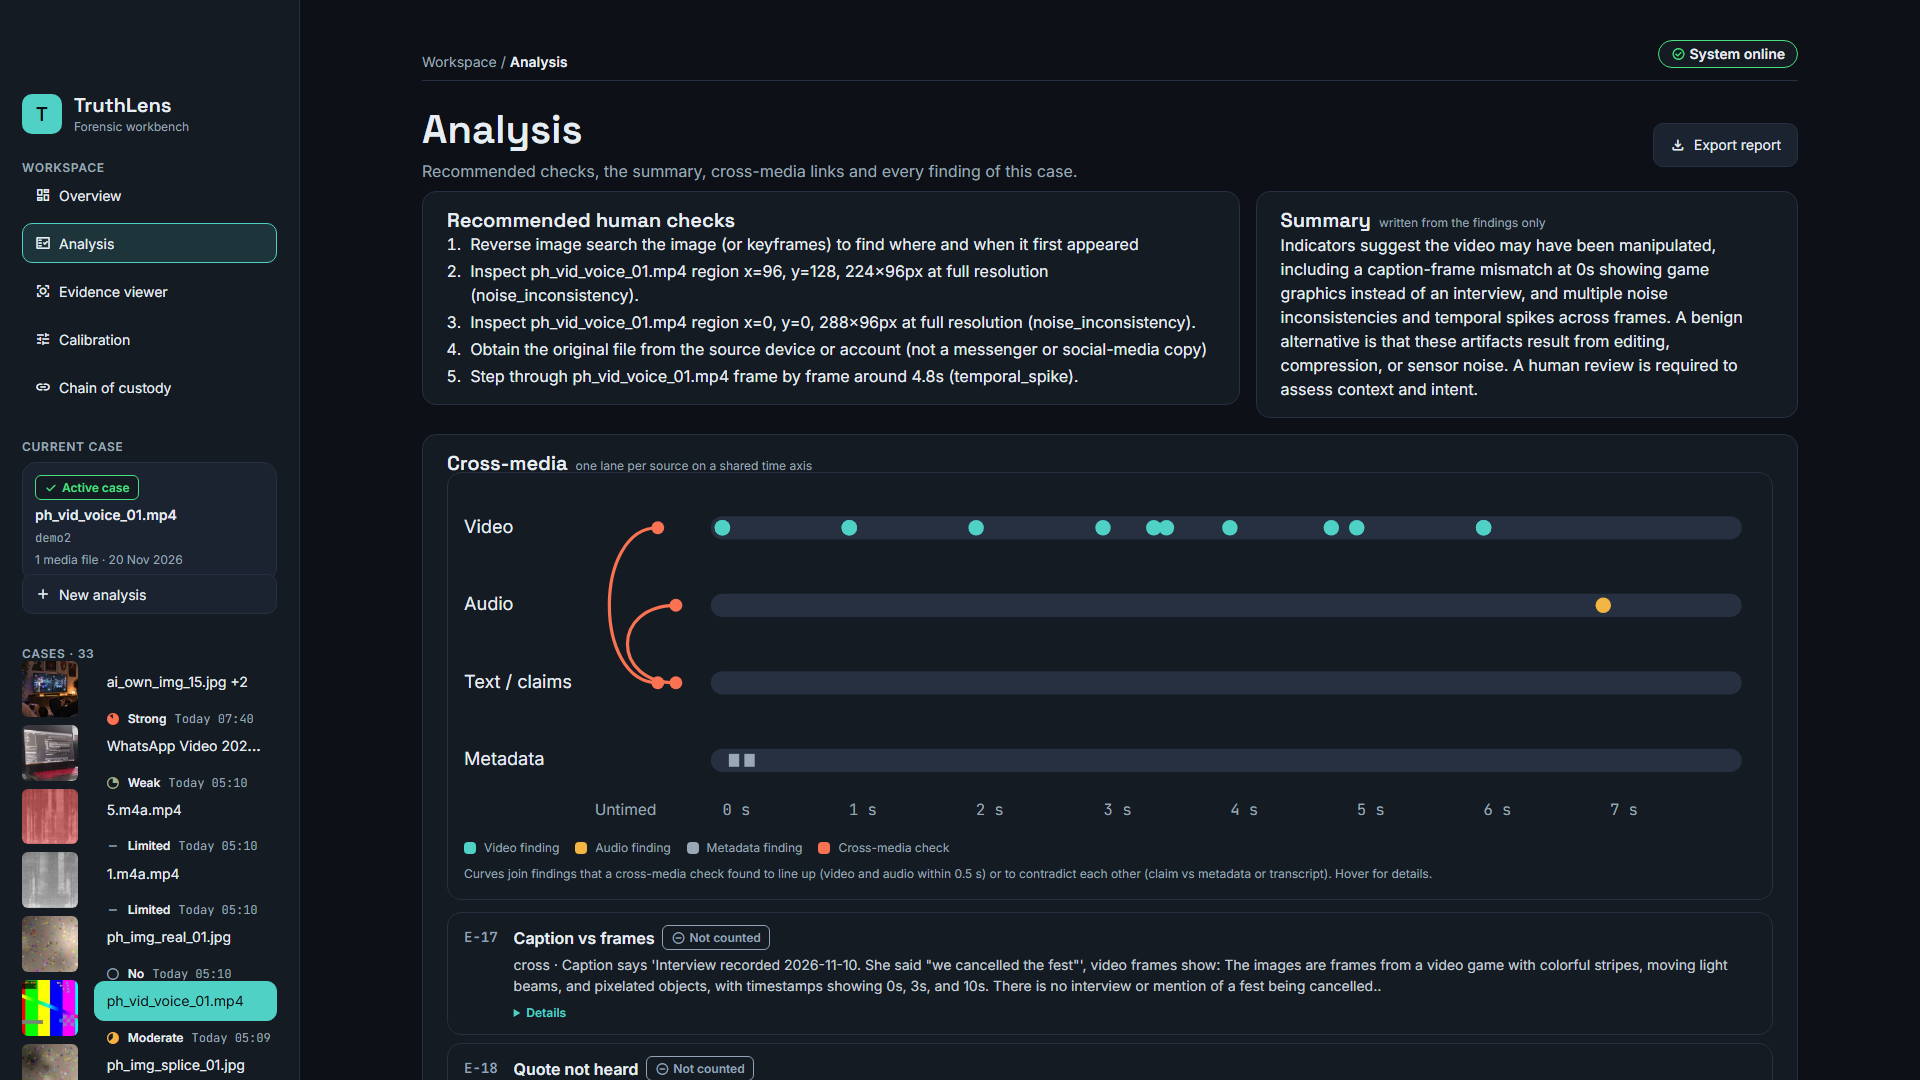 T
TruthLens
Forensic workbench
WORKSPACE
Overview
Analysis
Evidence viewer
Calibration
Chain of custody
CURRENT CASE
Active case
ph_vid_voice_01.mp4
demo2
1 media file · 20 Nov 2026
New analysis
CASES · 33
ai_own_img_15.jpg +2
Strong Today 07:40
WhatsApp Video 202...
Weak Today 05:10
5.m4a.mp4
Limited Today 05:10
1.m4a.mp4
Limited Today 05:10
ph_img_real_01.jpg
No Today 05:10
ph_vid_voice_01.mp4
Moderate Today 05:09
ph_img_splice_01.jpg
Workspace / Analysis
System online
Analysis
Recommended checks, the summary, cross-media links and every finding of this case.
Export report
Recommended human checks
1. Reverse image search the image (or keyframes) to find where and when it first appeared
2. Inspect ph_vid_voice_01.mp4 region x=96, y=128, 224×96px at full resolution
(noise_inconsistency).
3. Inspect ph_vid_voice_01.mp4 region x=0, y=0, 288×96px at full resolution (noise_inconsistency).
4. Obtain the original file from the source device or account (not a messenger or social-media copy)
5. Step through ph_vid_voice_01.mp4 frame by frame around 4.8s (temporal_spike).
Summary written from the findings only
Indicators suggest the video may have been manipulated,
including a caption-frame mismatch at 0s showing game
graphics instead of an interview, and multiple noise
inconsistencies and temporal spikes across frames. A benign
alternative is that these artifacts result from editing,
compression, or sensor noise. A human review is required to
assess context and intent.
Cross-media one lane per source on a shared time axis
Video
Audio
Text / claims
Metadata
Untimed 0 s 1 s 2 s 3 s 4 s 5 s 6 s 7 s
Video finding Audio finding Metadata finding Cross-media check
Curves join findings that a cross-media check found to line up (video and audio within 0.5 s) or to contradict each other (claim vs metadata or transcript). Hover for details.
E-17 Caption vs frames Not counted
cross · Caption says 'Interview recorded 2026-11-10. She said "we cancelled the fest"', video frames show: The images are frames from a video game with colorful stripes, moving light
beams, and pixelated objects, with timestamps showing 0s, 3s, and 10s. There is no interview or mention of a fest being cancelled..
Details
E-18 Quote not heard Not counted